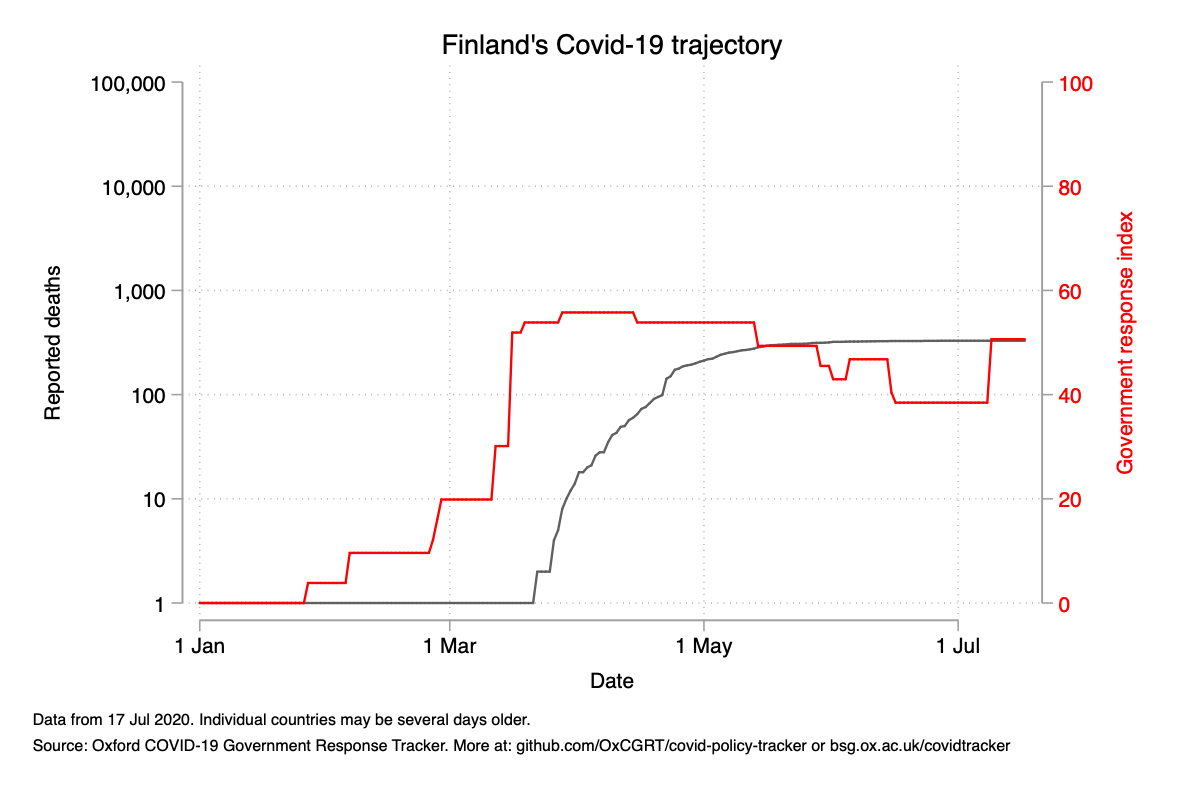 Finland's Covid-19 trajectory
100,000
10,000
1,000
100
10
1
Reported deaths
100
80
60
40
20
0
Government response index
1 Jan
1 Mar
1 May
1 Jul
Date
Data from 17 Jul 2020. Individual countries may be several days older.
Source: Oxford COVID-19 Government Response Tracker. More at: github.com/OxCGRT/covid-policy-tracker or bsg.ox.ac.uk/covidtracker